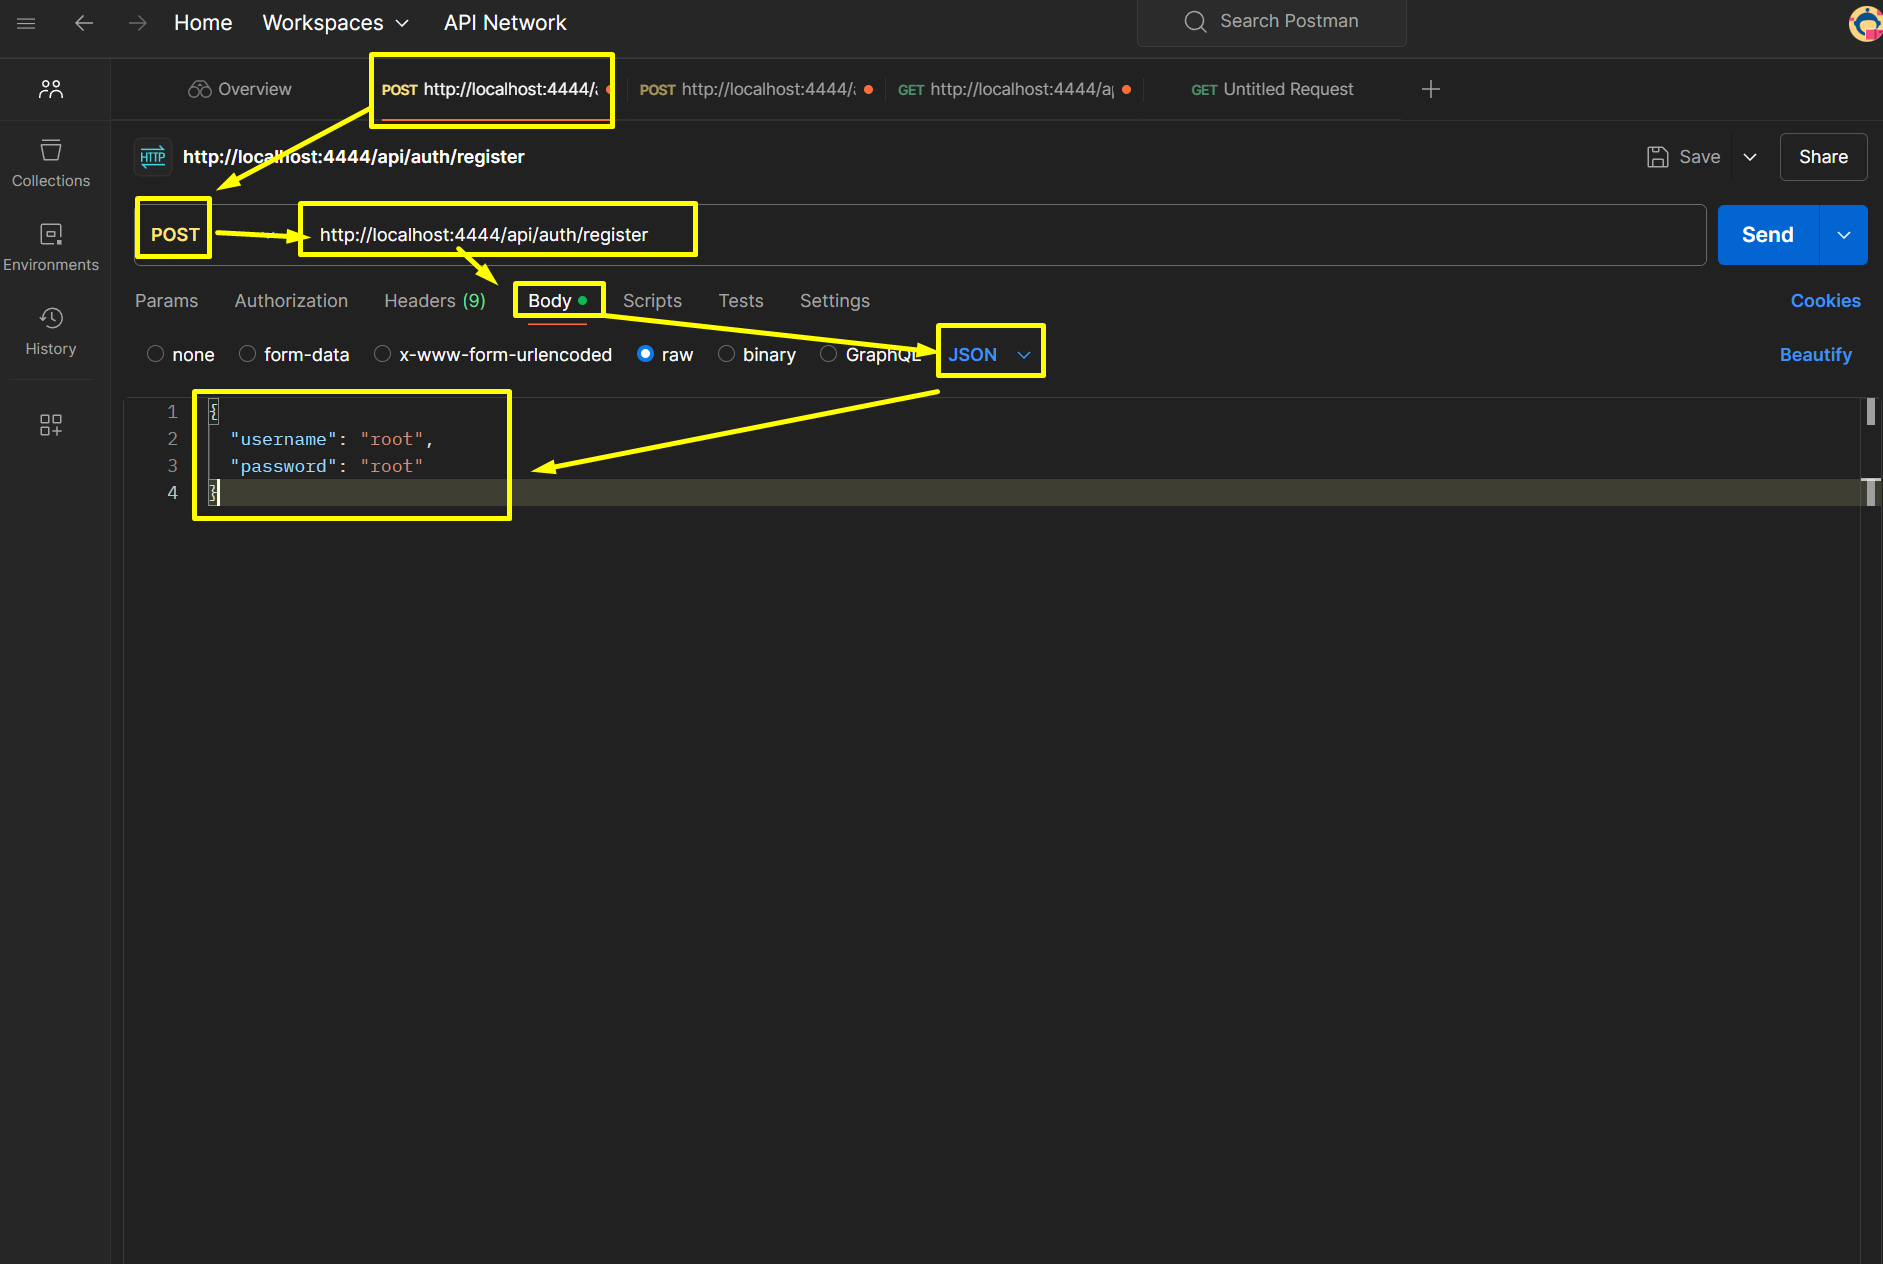 Home Workspaces API Network Search Postman
Overview POST http://localhost:4444/a POST http://localhost:4444/a GET http://localhost:4444/ap GET Untitled Request
HTTP http://localhost:4444/api/auth/register Save Share
Collections
POST http://localhost:4444/api/auth/register Send
Environments
Params Authorization Headers (9) Body Scripts Tests Settings Cookies
History
none form-data x-www-form-urlencoded raw binary GraphQL JSON Beautify
1 {
2 "username": "root",
3 "password": "root"
4 }